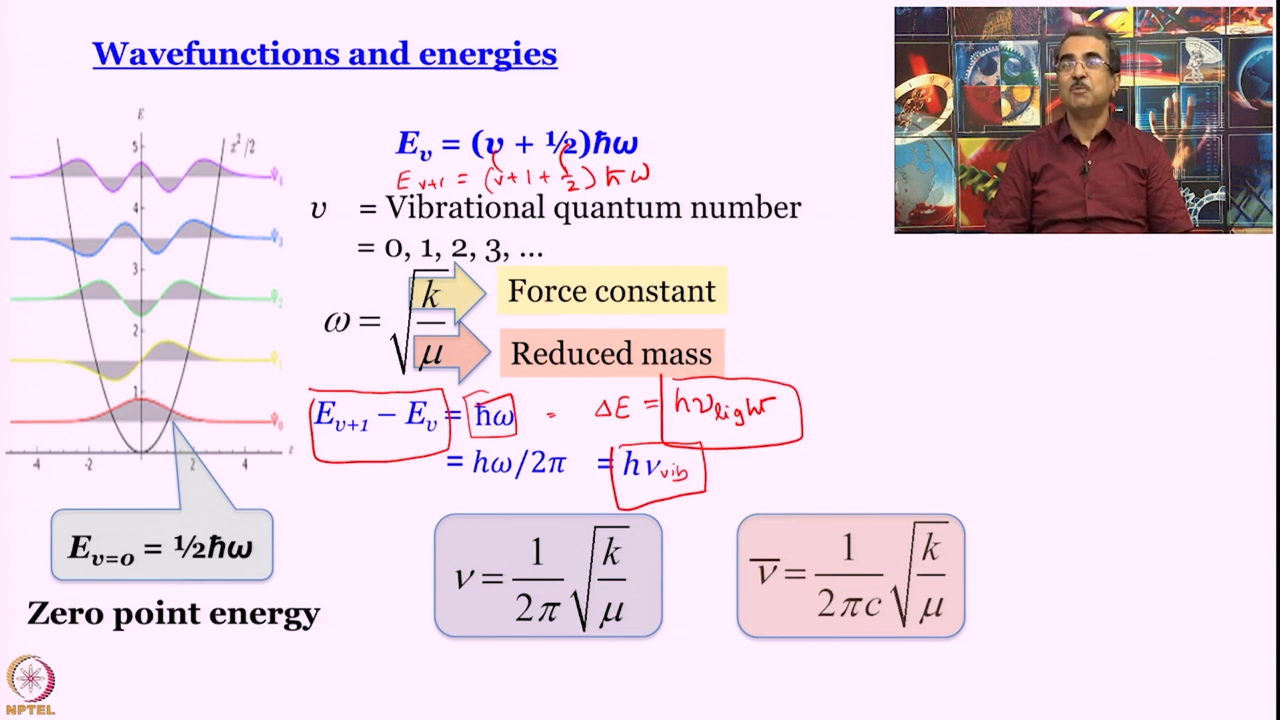 Wavefunctions and energies
E
x²/2
5
4
3
2
1
-4 -2 2 4
E_v = (v + ½)ħω
E_v+1 = (v+1+½) ħω
v = Vibrational quantum number
= 0, 1, 2, 3, ...
ω = √(k/μ)
Force constant
Reduced mass
E_v+1 − E_v = ħω = ΔE = hν_light
= hω/2π = hν_vib
E_v=0 = ½ħω
Zero point energy
ν = 1/2π √(k/μ)
ν̅ = 1/2πc √(k/μ)
NPTEL